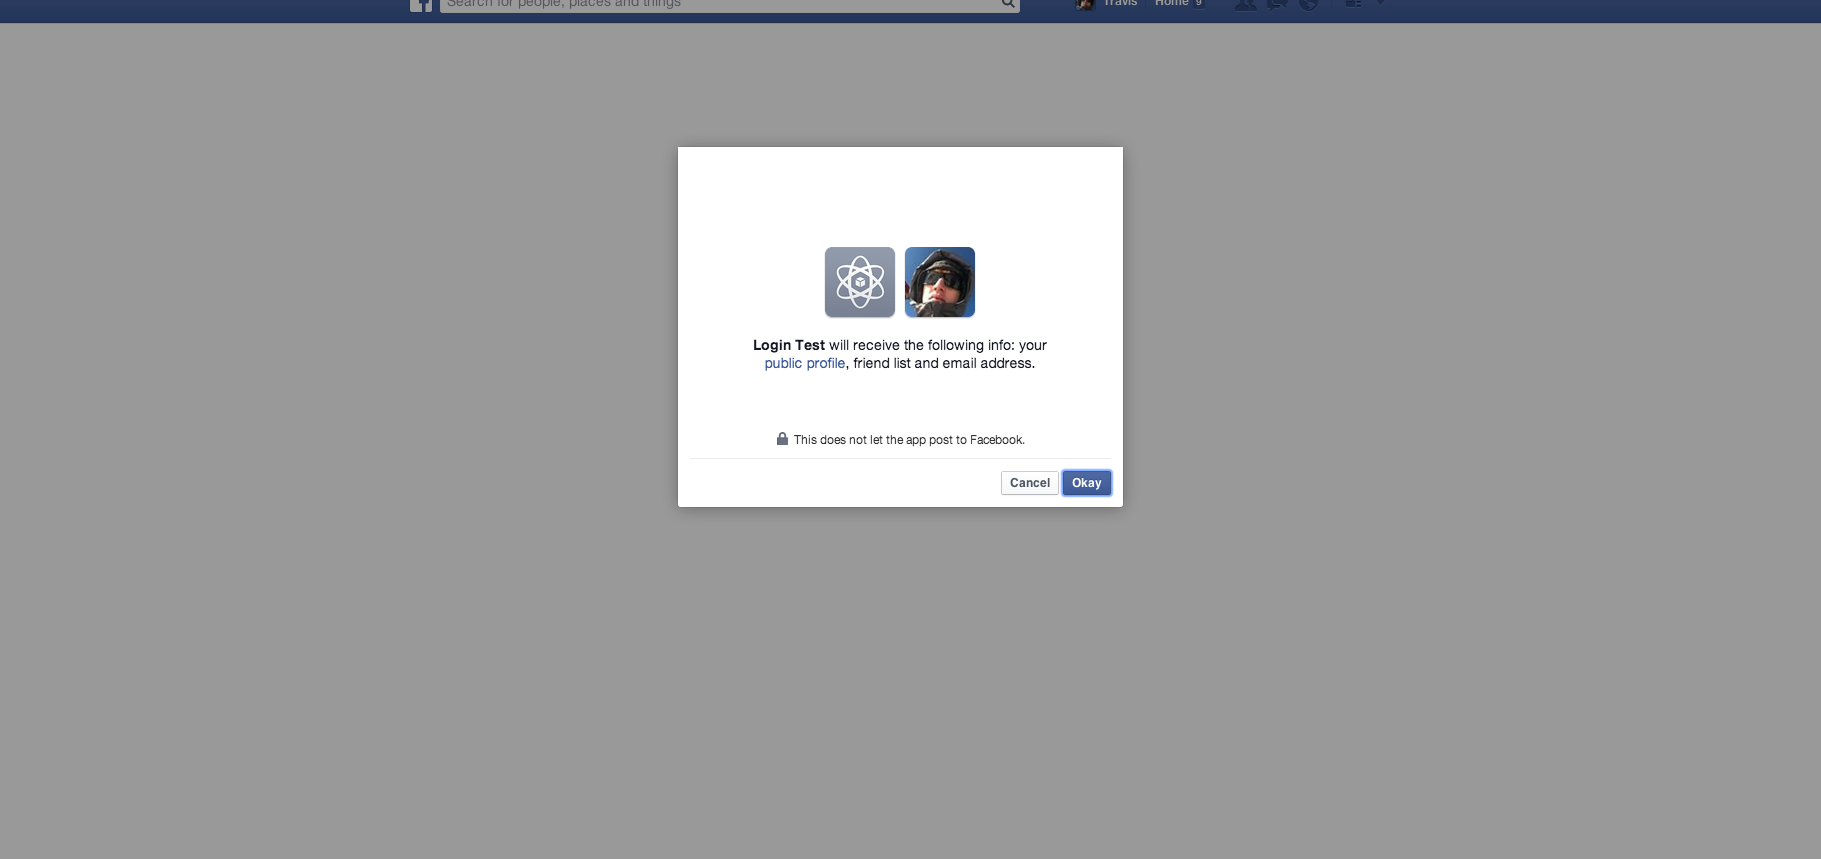 Search for people, places and things
Travis
Home 9
Login Test will receive the following info: your
public profile, friend list and email address.
This does not let the app post to Facebook.
Cancel
Okay